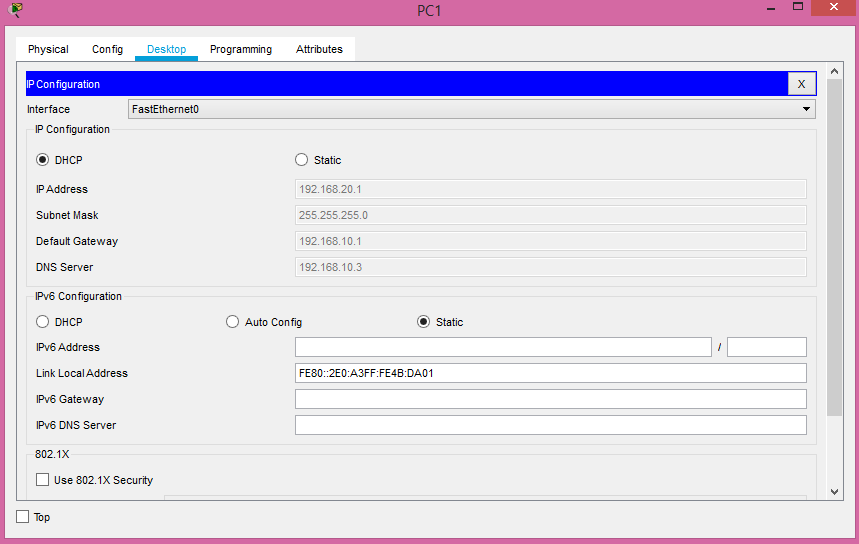 PC1
Physical Config Desktop Programming Attributes
IP Configuration X
Interface FastEthernet0
IP Configuration
DHCP Static
IP Address 192.168.20.1
Subnet Mask 255.255.255.0
Default Gateway 192.168.10.1
DNS Server 192.168.10.3
IPv6 Configuration
DHCP Auto Config Static
IPv6 Address /
Link Local Address FE80::2E0:A3FF:FE4B:DA01
IPv6 Gateway
IPv6 DNS Server
802.1X
Use 802.1X Security
Top